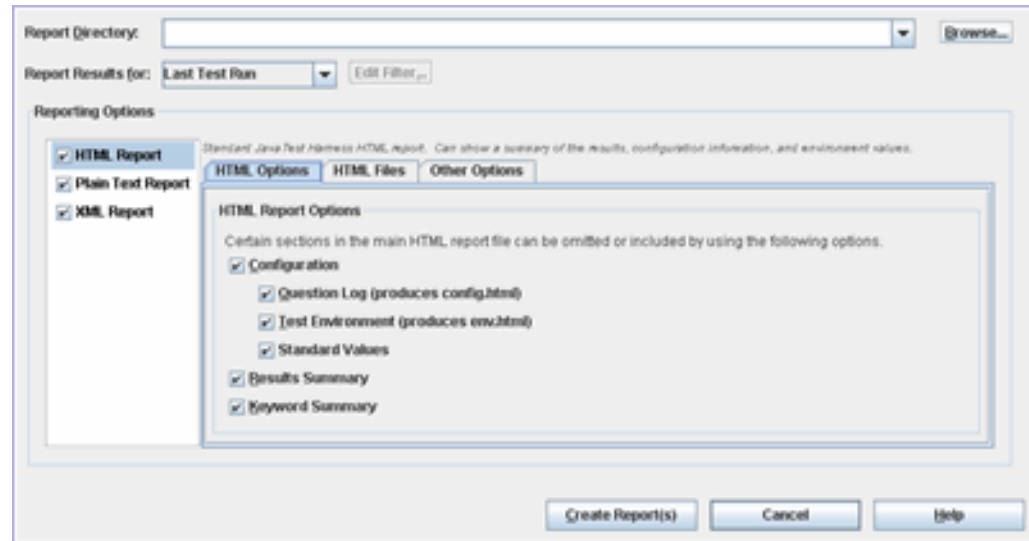 Report Directory:
Browse...
Report Results for: Last Test Run Edit Filter...
Reporting Options
HTML Report
Plain Text Report
XML Report
Standard JavaTest Harness HTML report. Can show a summary of the results, configuration information, and environment values.
HTML Options HTML Files Other Options
HTML Report Options
Certain sections in the main HTML report file can be omitted or included by using the following options.
Configuration
Question Log (produces config.html)
Test Environment (produces env.html)
Standard Values
Results Summary
Keyword Summary
Create Report(s) Cancel Help